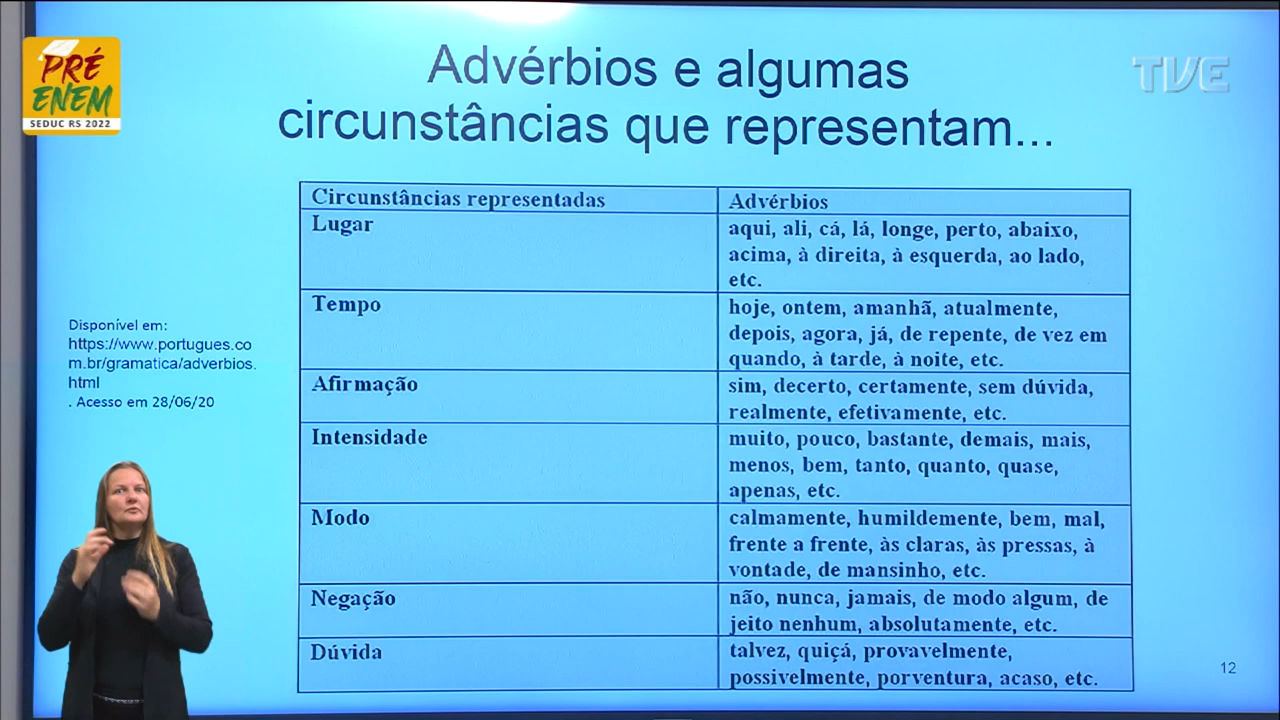 PRÉ
ENEM
SEDUC RS 2022
TVE
Advérbios e algumas
circunstâncias que representam...
Circunstâncias representadas
Advérbios
Lugar
aqui, ali, cá, lá, longe, perto, abaixo,
acima, à direita, à esquerda, ao lado,
etc.
Tempo
hoje, ontem, amanhã, atualmente,
depois, agora, já, de repente, de vez em
quando, à tarde, à noite, etc.
Afirmação
sim, decerto, certamente, sem dúvida,
realmente, efetivamente, etc.
Intensidade
muito, pouco, bastante, demais, mais,
menos, bem, tanto, quanto, quase,
apenas, etc.
Modo
calmamente, humildemente, bem, mal,
frente a frente, às claras, às pressas, à
vontade, de mansinho, etc.
Negação
não, nunca, jamais, de modo algum, de
jeito nenhum, absolutamente, etc.
Dúvida
talvez, quiçá, provavelmente,
possivelmente, porventura, acaso, etc.
Disponível em:
https://www.portugues.co
m.br/gramatica/adverbios.
html
. Acesso em 28/06/20
12